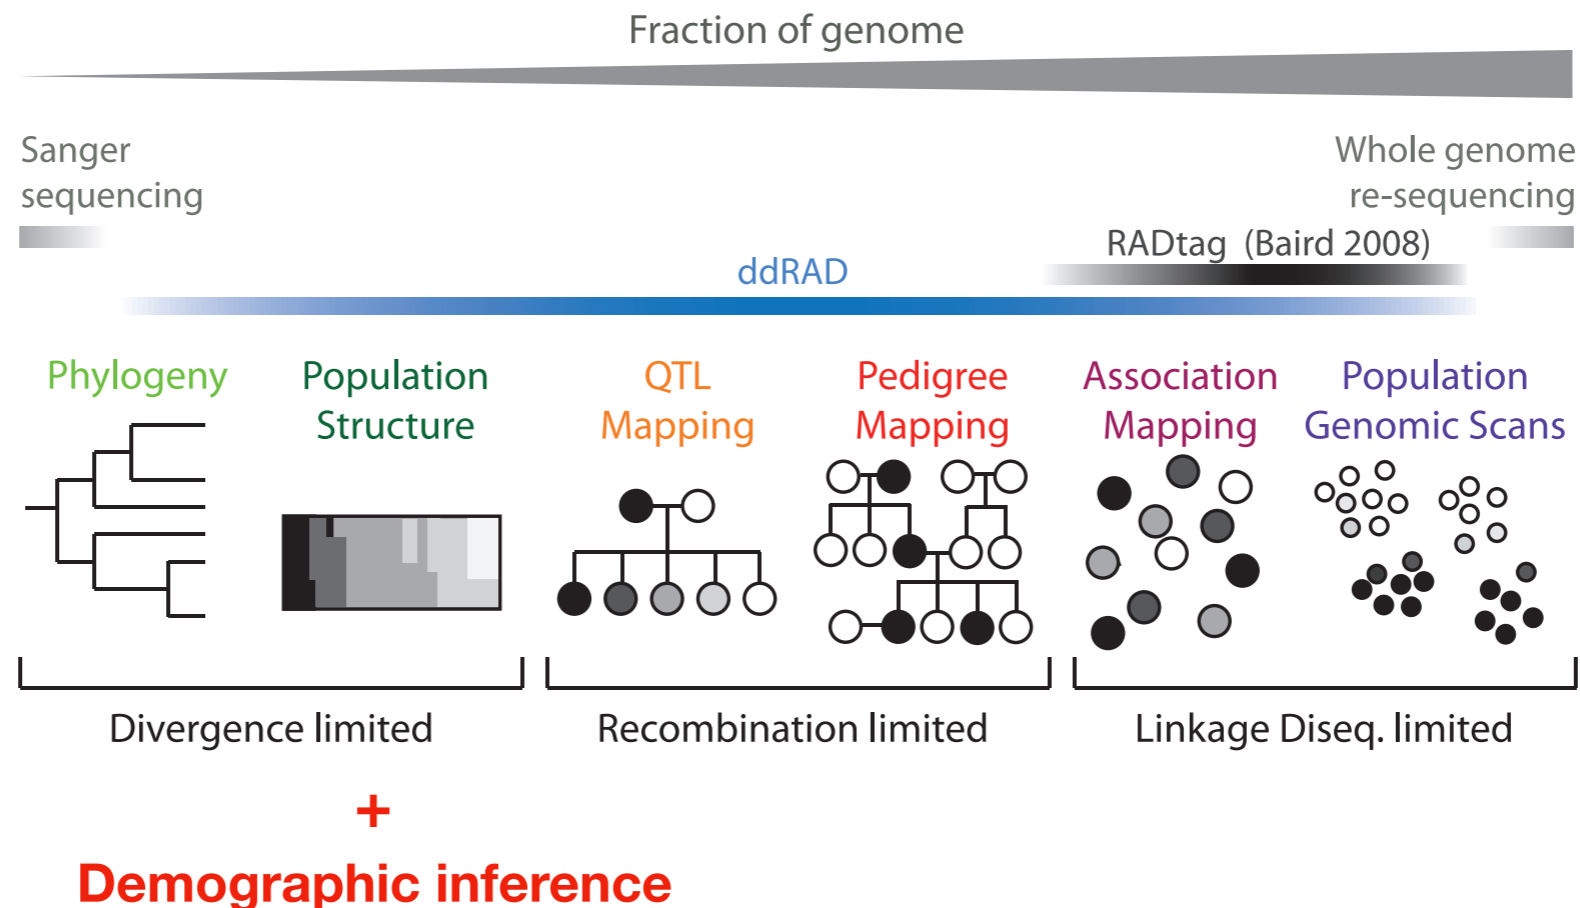 Fraction of genome
Sanger
sequencing
Whole genome
re-sequencing
RADtag (Baird 2008)
ddRAD
Phylogeny
Population
Structure
QTL
Mapping
Pedigree
Mapping
Association
Mapping
Population
Genomic Scans
Divergence limited
Recombination limited
Linkage Diseq. limited
+
Demographic inference